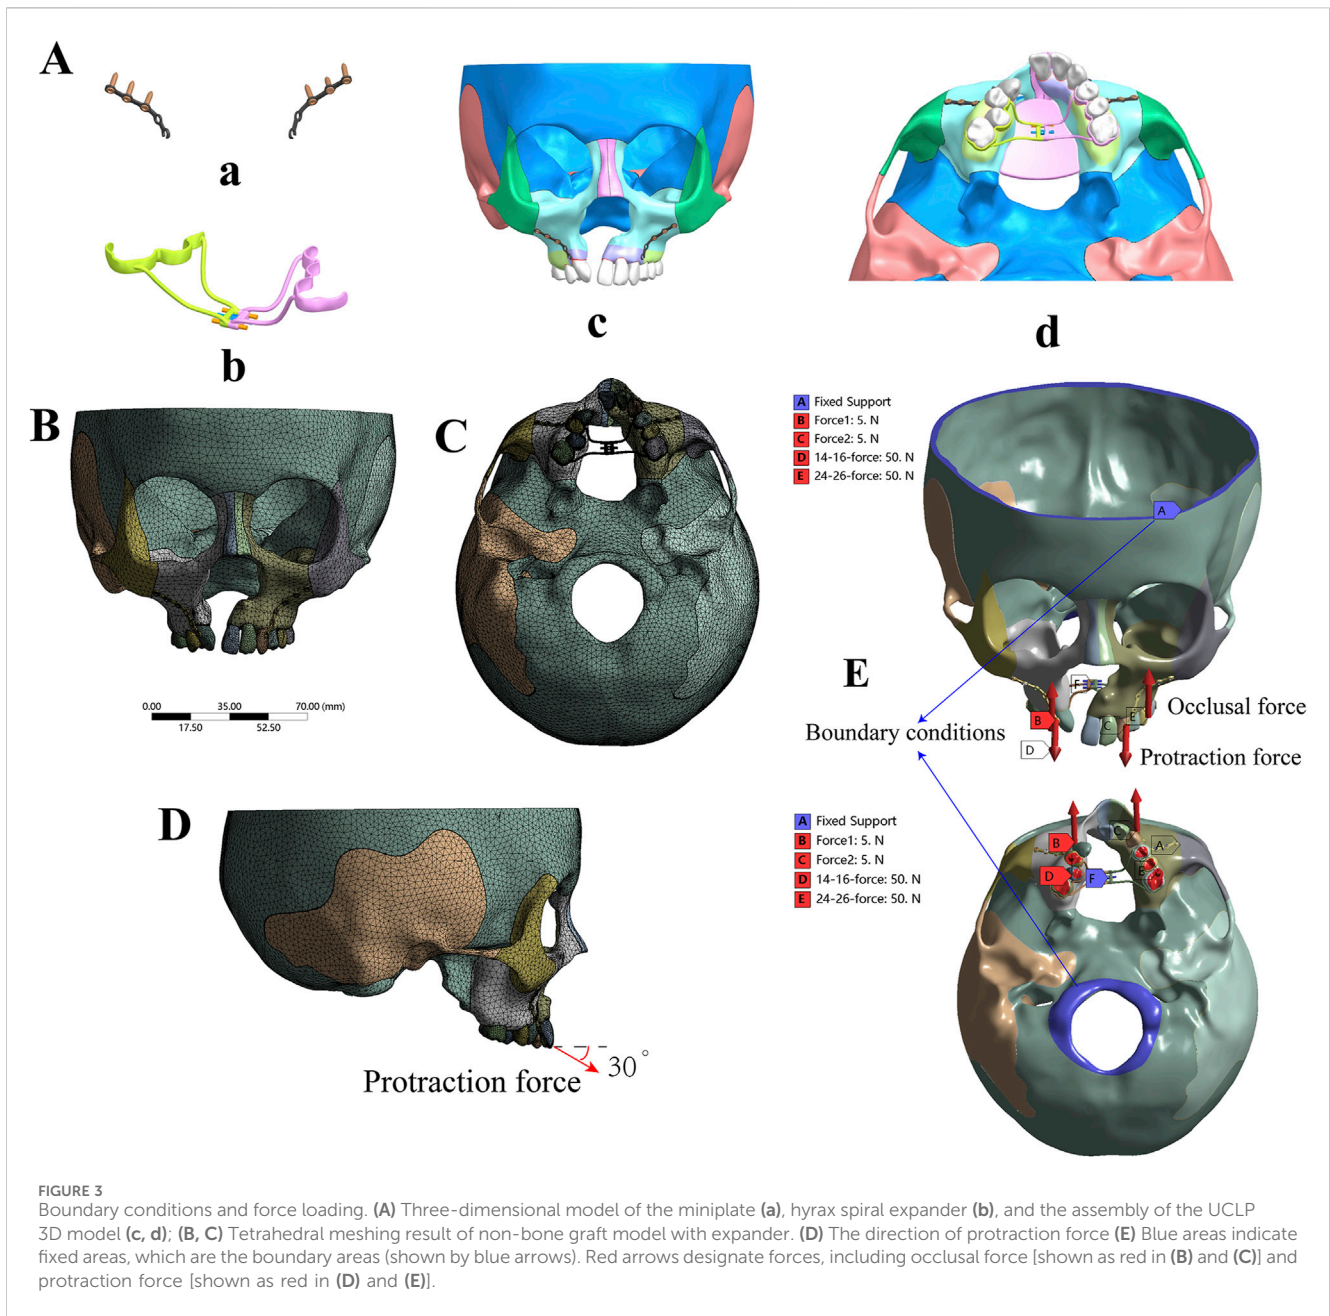 A
a
b
c
d
B
0.00 35.00 70.00 (mm)
17.50 52.50
C
D
30°
Protraction force
A Fixed Support
B Force1: 5. N
C Force2: 5. N
D 14-16-force: 50. N
E 24-26-force: 50. N
A
E
F
B
D
C
E
Occlusal force
Protraction force
Boundary conditions
A Fixed Support
B Force1: 5. N
C Force2: 5. N
D 14-16-force: 50. N
E 24-26-force: 50. N
C
B
A
D
F
E
FIGURE 3
Boundary conditions and force loading. (A) Three-dimensional model of the miniplate (a), hyrax spiral expander (b), and the assembly of the UCLP
3D model (c, d); (B, C) Tetrahedral meshing result of non-bone graft model with expander. (D) The direction of protraction force (E) Blue areas indicate
fixed areas, which are the boundary areas (shown by blue arrows). Red arrows designate forces, including occlusal force [shown as red in (B) and (C)] and
protraction force [shown as red in (D) and (E)].